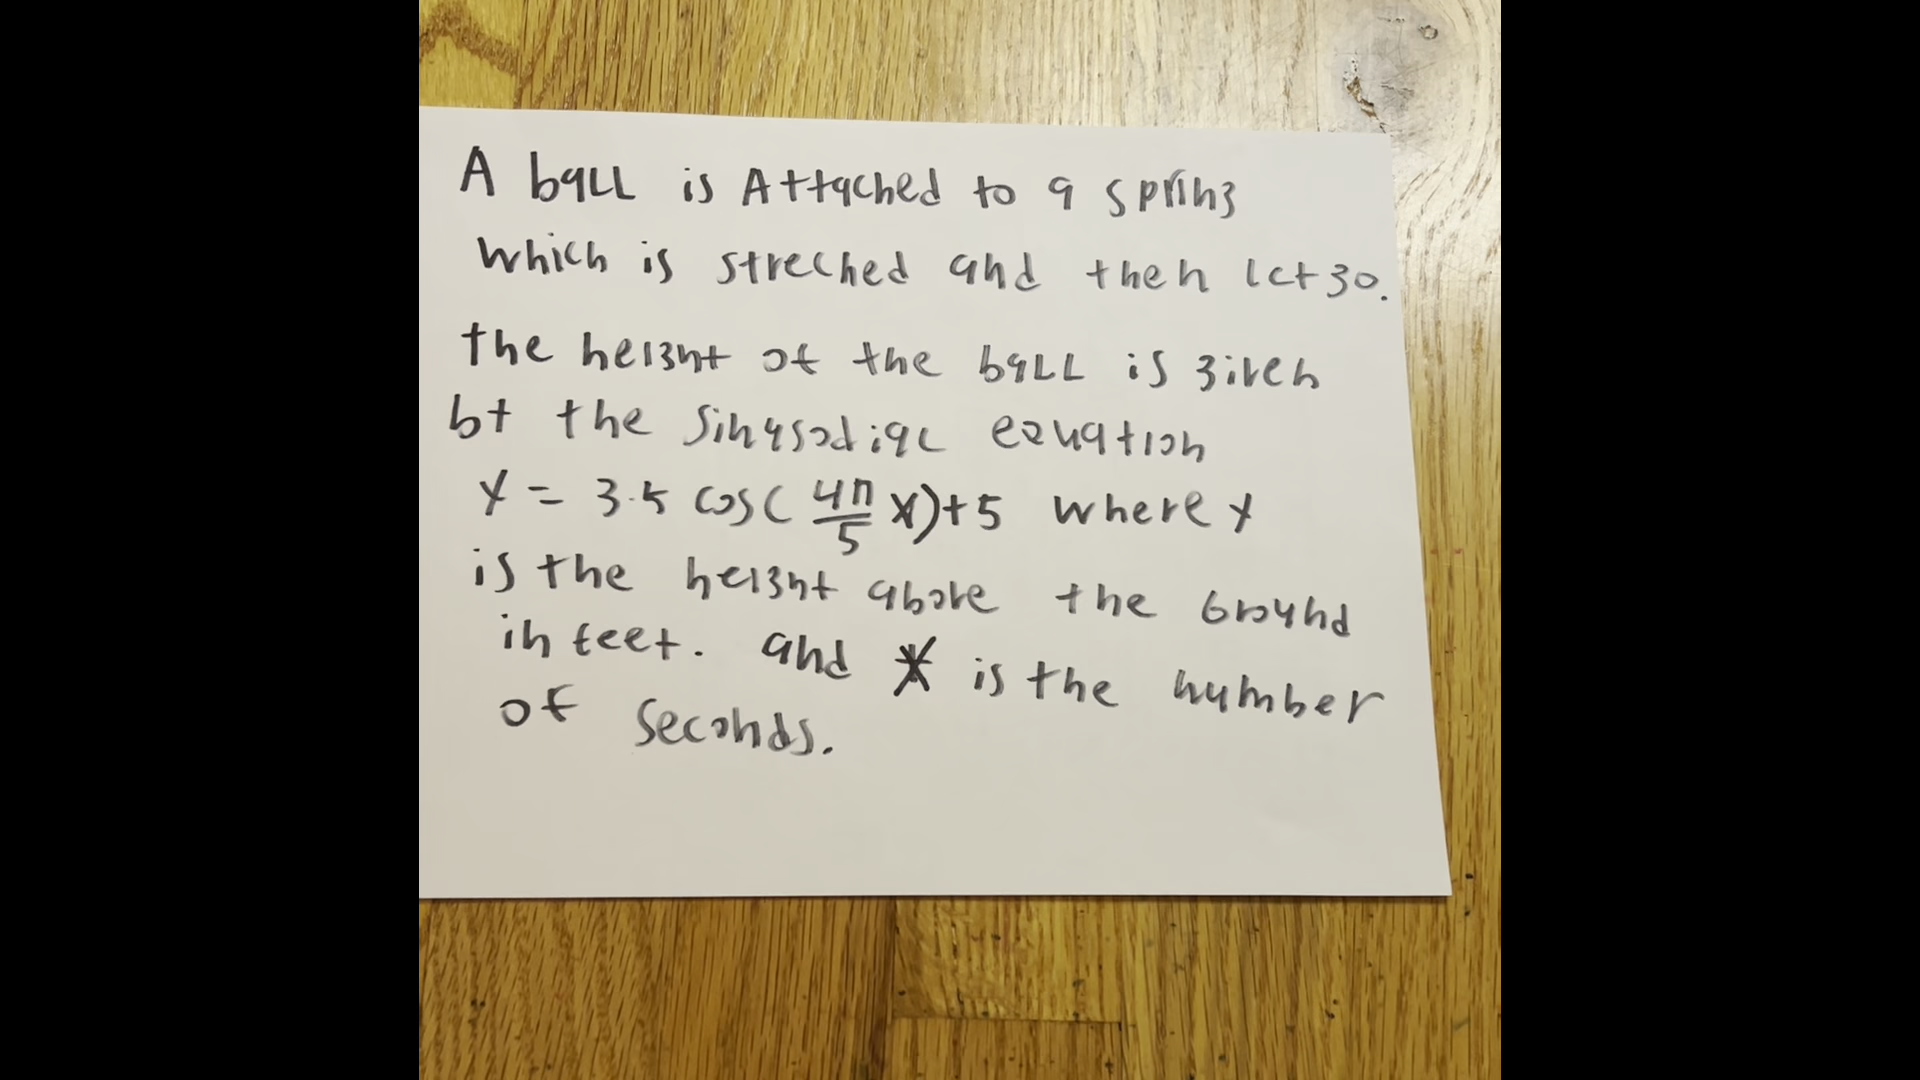 A ball is Attached to a spring
which is streched and then let go.
the height of the ball is given
bt the Sinusodial equation
y = 3.5 cos( 4π/5 x)+5 where y
is the height above the Ground
in feet. and x is the number
of seconds.